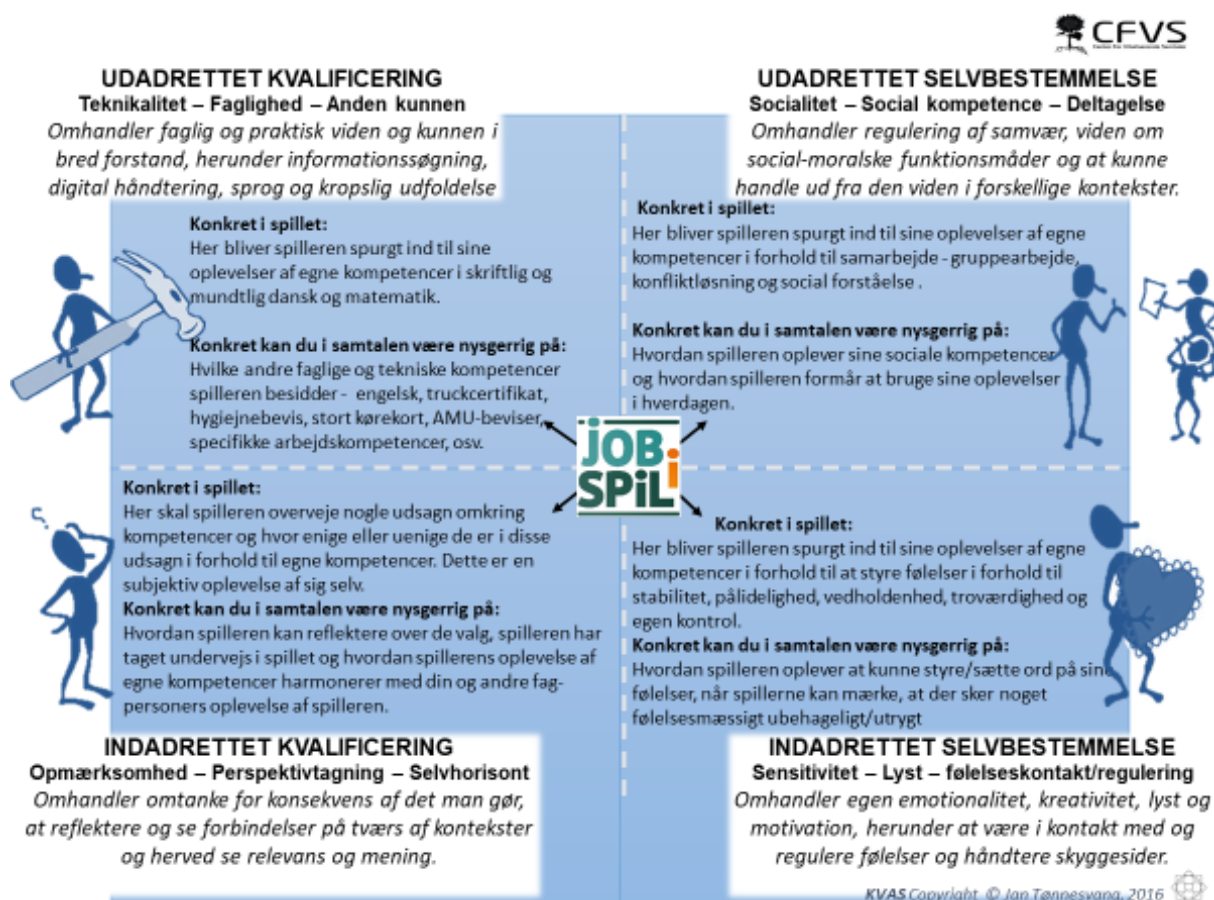 CFVS
UDADRETTET KVALIFICERING
Teknikalitet – Faglighed – Anden kunnen
Omhandler faglig og praktisk viden og kunnen i
bred forstand, herunder informationssøgning,
digital håndtering, sprog og kropslig udfoldelse
Konkret i spillet:
Her bliver spilleren spurgt ind til sine
oplevelser af egne kompetencer i skriftlig og
mundtlig dansk og matematik.
Konkret kan du i samtalen være nysgerrig på:
Hvilke andre faglige og tekniske kompetencer
spilleren besidder - engelsk, truckcertifikat,
hygiejnebevis, stort kørekort, AMU-beviser,
specifikke arbejdskompetencer, osv.
UDADRETTET SELVBESTEMMELSE
Socialitet – Social kompetence – Deltagelse
Omhandler regulering af samvær, viden om
social-moralske funktionsmåder og at kunne
handle ud fra den viden i forskellige kontekster.
Konkret i spillet:
Her bliver spilleren spurgt ind til sine oplevelser af egne
kompetencer i forhold til samarbejde - gruppearbejde,
konfliktløsning og social forståelse .
Konkret kan du i samtalen være nysgerrig på:
Hvordan spilleren oplever sine sociale kompetencer
og hvordan spilleren formår at bruge sine oplevelser
i hverdagen.
JOB
i
SPIL
Konkret i spillet:
Her skal spilleren overveje nogle udsagn omkring
kompetencer og hvor enige eller uenige de er i disse
udsagn i forhold til egne kompetencer. Dette er en
subjektiv oplevelse af sig selv.
Konkret kan du i samtalen være nysgerrig på:
Hvordan spilleren kan reflektere over de valg, spilleren har
taget undervejs i spillet og hvordan spillerens oplevelse af
egne kompetencer harmonerer med din og andre fag-
personers oplevelse af spilleren.
INDADRETTET KVALIFICERING
Opmærksomhed – Perspektivtagning – Selvhorisont
Omhandler omtanke for konsekvens af det man gør,
at reflektere og se forbindelser på tværs af kontekster
og herved se relevans og mening.
Konkret i spillet:
Her bliver spilleren spurgt ind til sine oplevelser af egne
kompetencer i forhold til at styre følelser i forhold til
stabilitet, pålidelighed, vedholdenhed, troværdighed og
egen kontrol.
Konkret kan du i samtalen være nysgerrig på:
Hvordan spilleren oplever at kunne styre/sætte ord på sine
følelser, når spillerne kan mærke, at der sker noget
følelsesmæssigt ubehageligt/utrygt
INDADRETTET SELVBESTEMMELSE
Sensitivitet – Lyst – følelseskontakt/regulering
Omhandler egen emotionalitet, kreativitet, lyst og
motivation, herunder at være i kontakt med og
regulere følelser og håndtere skyggesider.
KVAS Copyright © Jan Tønnesvang, 2016